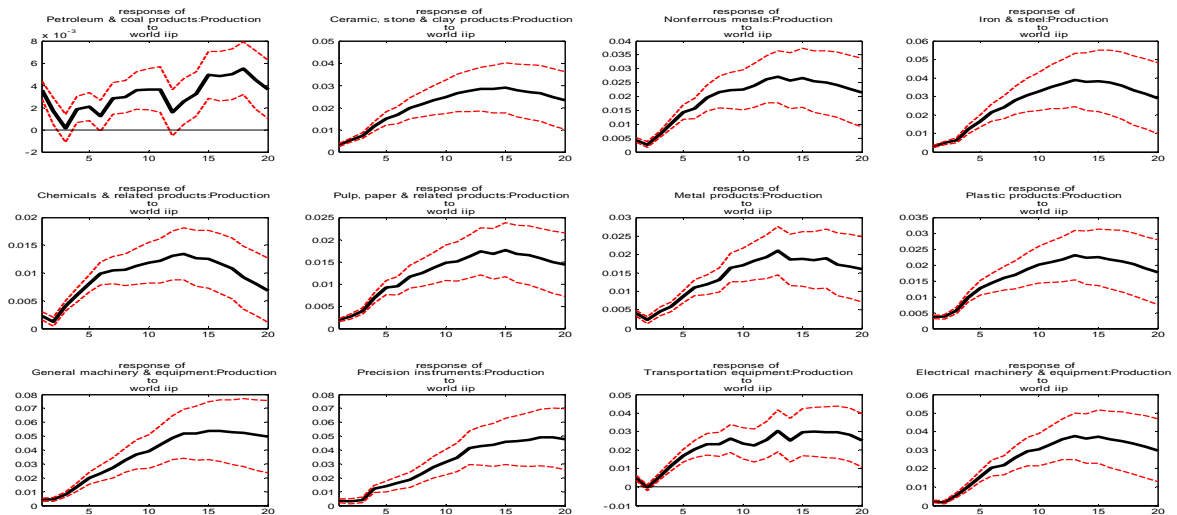 response of
Petroleum & coal products:Production
to
world iip
x 10⁻³
8
6
4
2
0
-2
5
10
15
20
response of
Ceramic, stone & clay products:Production
to
world iip
0.05
0.04
0.03
0.02
0.01
0
5
10
15
20
response of
Nonferrous metals:Production
to
world iip
0.04
0.035
0.03
0.025
0.02
0.015
0.01
0.005
0
5
10
15
20
response of
Iron & steel:Production
to
world iip
0.06
0.05
0.04
0.03
0.02
0.01
0
5
10
15
20
response of
Chemicals & related products:Production
to
world iip
0.02
0.015
0.01
0.005
0
5
10
15
20
response of
Pulp, paper & related products:Production
to
world iip
0.025
0.02
0.015
0.01
0.005
0
5
10
15
20
response of
Metal products:Production
to
world iip
0.03
0.025
0.02
0.015
0.01
0.005
0
5
10
15
20
response of
Plastic products:Production
to
world iip
0.035
0.03
0.025
0.02
0.015
0.01
0.005
0
5
10
15
20
response of
General machinery & equipment:Production
to
world iip
0.08
0.07
0.06
0.05
0.04
0.03
0.02
0.01
0
5
10
15
20
response of
Precision instruments:Production
to
world iip
0.08
0.07
0.06
0.05
0.04
0.03
0.02
0.01
0
5
10
15
20
response of
Transportation equipment:Production
to
world iip
0.05
0.04
0.03
0.02
0.01
0
-0.01
5
10
15
20
response of
Electrical machinery & equipment:Production
to
world iip
0.06
0.05
0.04
0.03
0.02
0.01
0
5
10
15
20